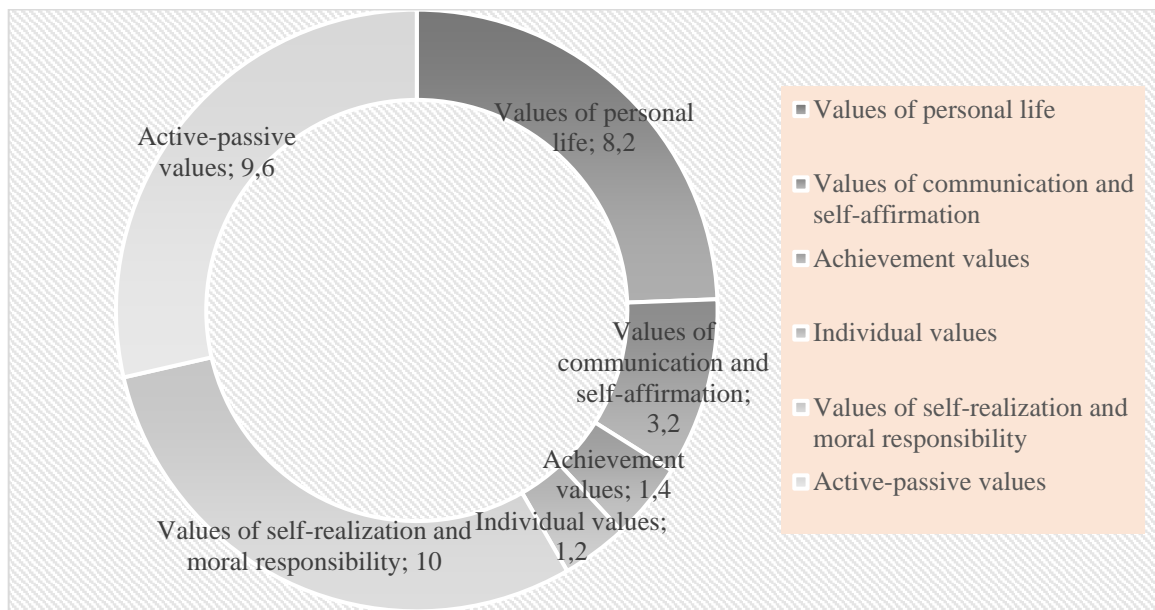 Values of personal
life; 8,2
Values of
communication and
self-affirmation;
3,2
Achievement
values; 1,4
Individual values;
1,2
Values of self-realization and
moral responsibility; 10
Active-passive
values; 9,6
Values of personal life
Values of communication and
self-affirmation
Achievement values
Individual values
Values of self-realization and
moral responsibility
Active-passive values